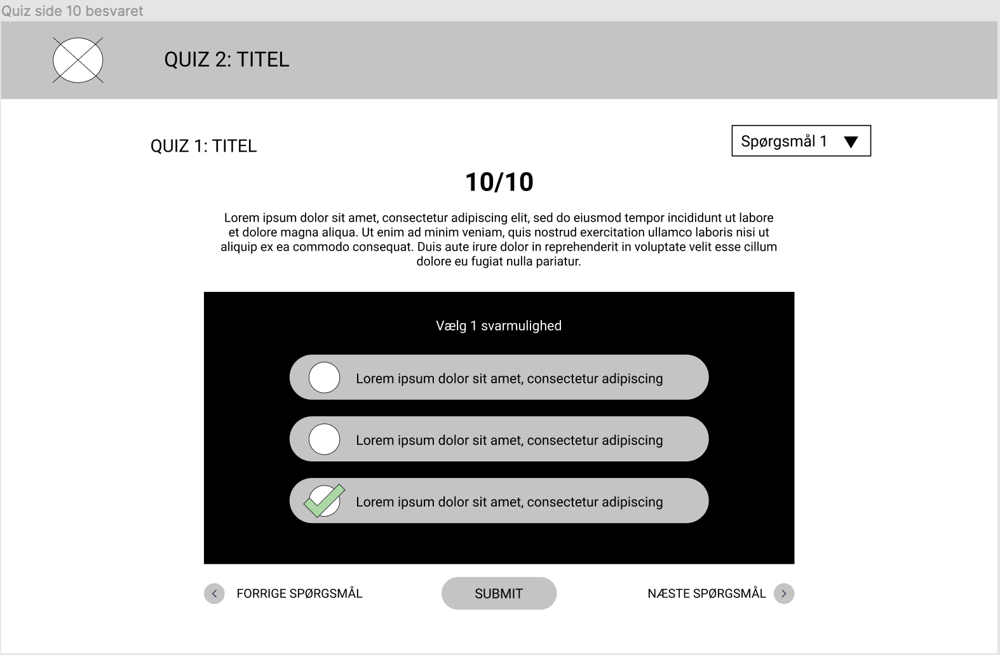 Quiz side 10 besvaret
QUIZ 2: TITEL
QUIZ 1: TITEL
Spørgsmål 1
10/10
Lorem ipsum dolor sit amet, consectetur adipiscing elit, sed do eiusmod tempor incididunt ut labore
et dolore magna aliqua. Ut enim ad minim veniam, quis nostrud exercitation ullamco laboris nisi ut
aliquip ex ea commodo consequat. Duis aute irure dolor in reprehenderit in voluptate velit esse cillum
dolore eu fugiat nulla pariatur.
Vælg 1 svarmulighed
Lorem ipsum dolor sit amet, consectetur adipiscing
Lorem ipsum dolor sit amet, consectetur adipiscing
Lorem ipsum dolor sit amet, consectetur adipiscing
FORRIGE SPØRGSMÅL
SUBMIT
NÆSTE SPØRGSMÅL